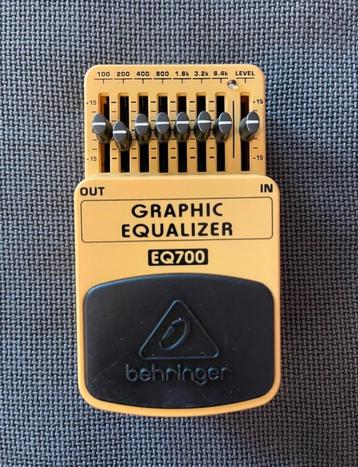 100 200 400 800 1.6k 3.2k 6.4k LEVEL
+15 +15
-15 -15
OUT IN
GRAPHIC
EQUALIZER
EQ700
behringer